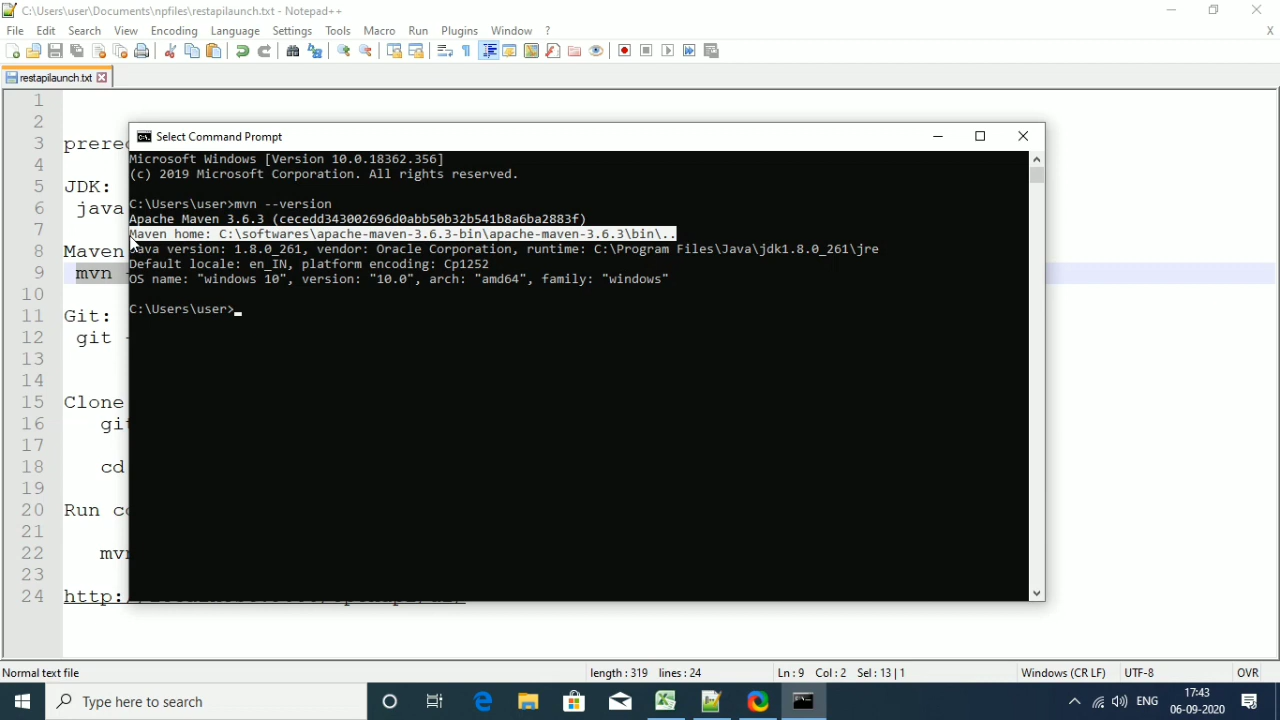 C:\Users\user\Documents\npfiles\restapilaunch.txt - Notepad++
File Edit Search View Encoding Language Settings Tools Macro Run Plugins Window ? X
restapilaunch.txt
1
2
3
4
5 JDK:
6 java
7
8 Maven
9 mvn
10
11 Git:
12 git
13
14
15 Clone
16
17
18 cd
19
20 Run
21
22
23
24 http:
Select Command Prompt
Microsoft Windows [Version 10.0.18362.356]
(c) 2019 Microsoft Corporation. All rights reserved.
C:\Users\user>mvn --version
Apache Maven 3.6.3 (cecedd343002696d0abb50b32b541b8a6ba2883f)
Maven home: C:\softwares\apache-maven-3.6.3-bin\apache-maven-3.6.3\bin\..
Java version: 1.8.0_261, vendor: Oracle Corporation, runtime: C:\Program Files\Java\jdk1.8.0_261\jre
Default locale: en_IN, platform encoding: Cp1252
OS name: "windows 10", version: "10.0", arch: "amd64", family: "windows"
C:\Users\user>
Normal text file length : 319 lines : 24 Ln : 9 Col : 2 Sel : 13 | 1 Windows (CR LF) UTF-8 OVR
Type here to search
ENG
17:43
06-09-2020